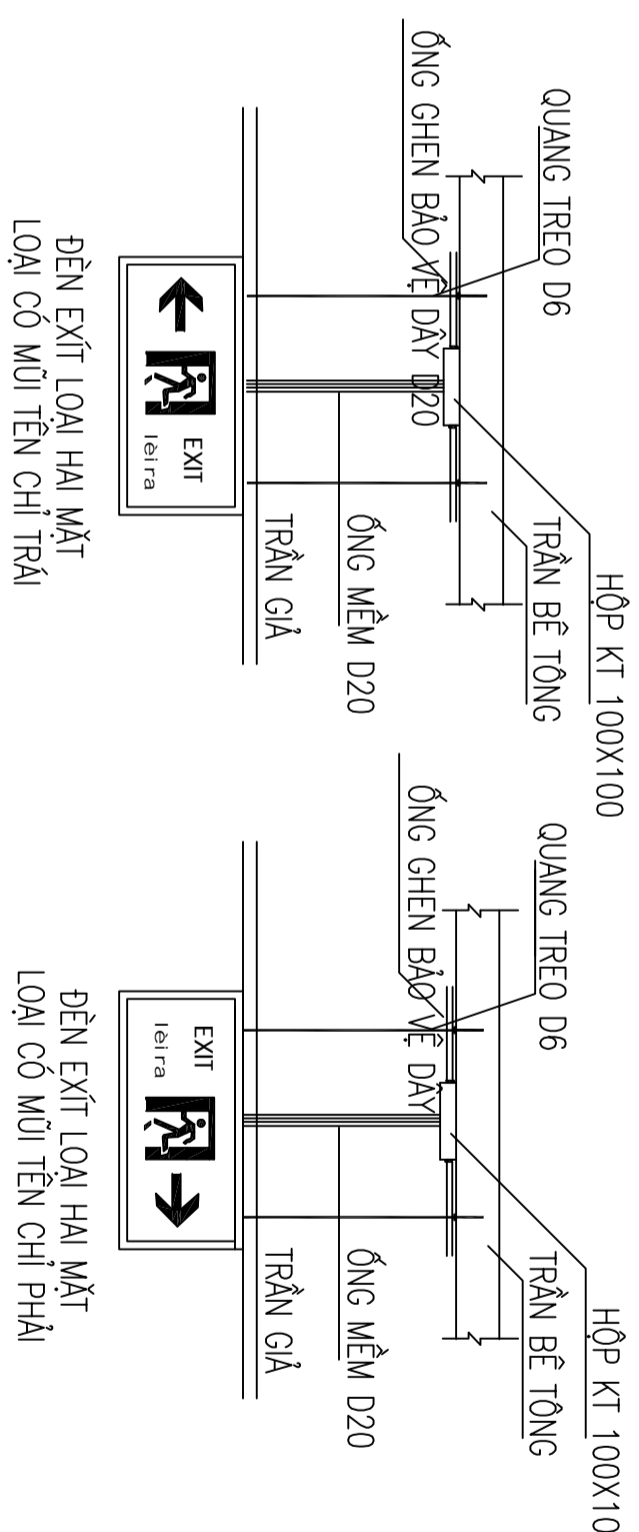 HỘP KT 100X100
TRẦN BÊ TÔNG
QUANG TREO D6
ỐNG GHEN BẢO VỆ DÂY D20
ỐNG MỀM D20
TRẦN GIẢ
EXIT
lèi ra
ĐÈN EXÍT LOẠI HAI MẶT
LOẠI CÓ MŨI TÊN CHỈ TRÁI
HỘP KT 100X10
TRẦN BÊ TÔNG
QUANG TREO D6
ỐNG GHEN BẢO VỆ DÂY
ỐNG MỀM D20
TRẦN GIẢ
EXIT
lèi ra
ĐÈN EXÍT LOẠI HAI MẶT
LOẠI CÓ MŨI TÊN CHỈ PHẢI